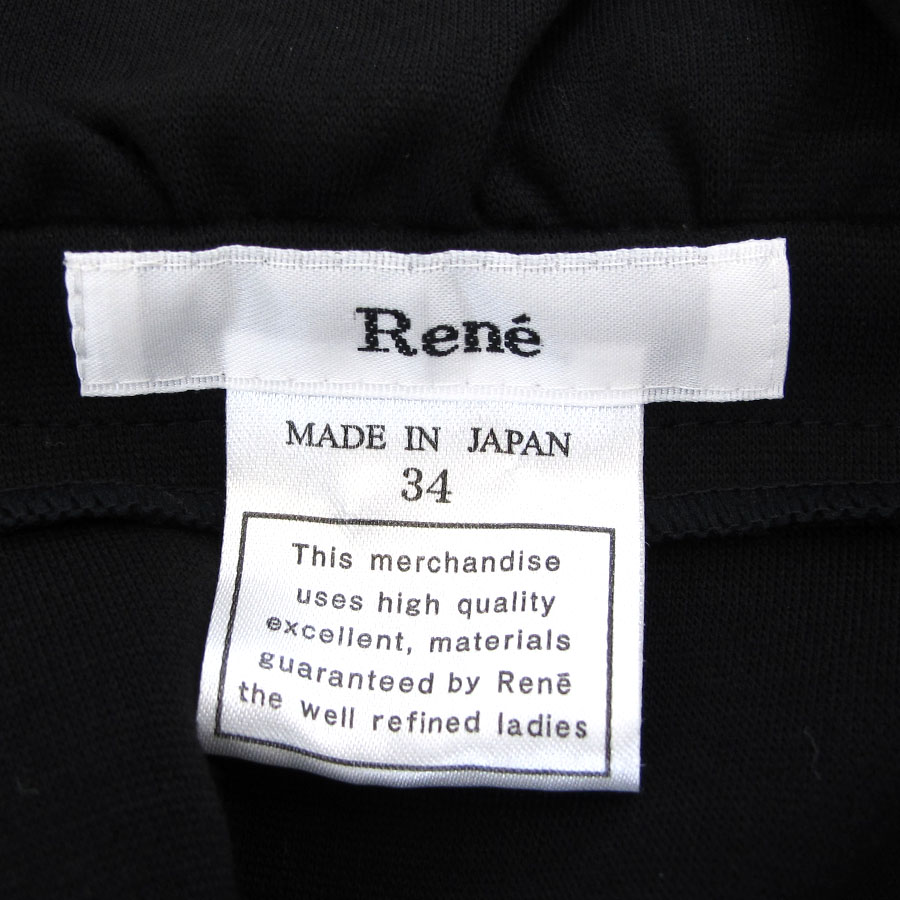 René
MADE IN JAPAN
34
This merchandise
uses high quality
excellent, materials
guaranteed by Renē
the well refined ladies